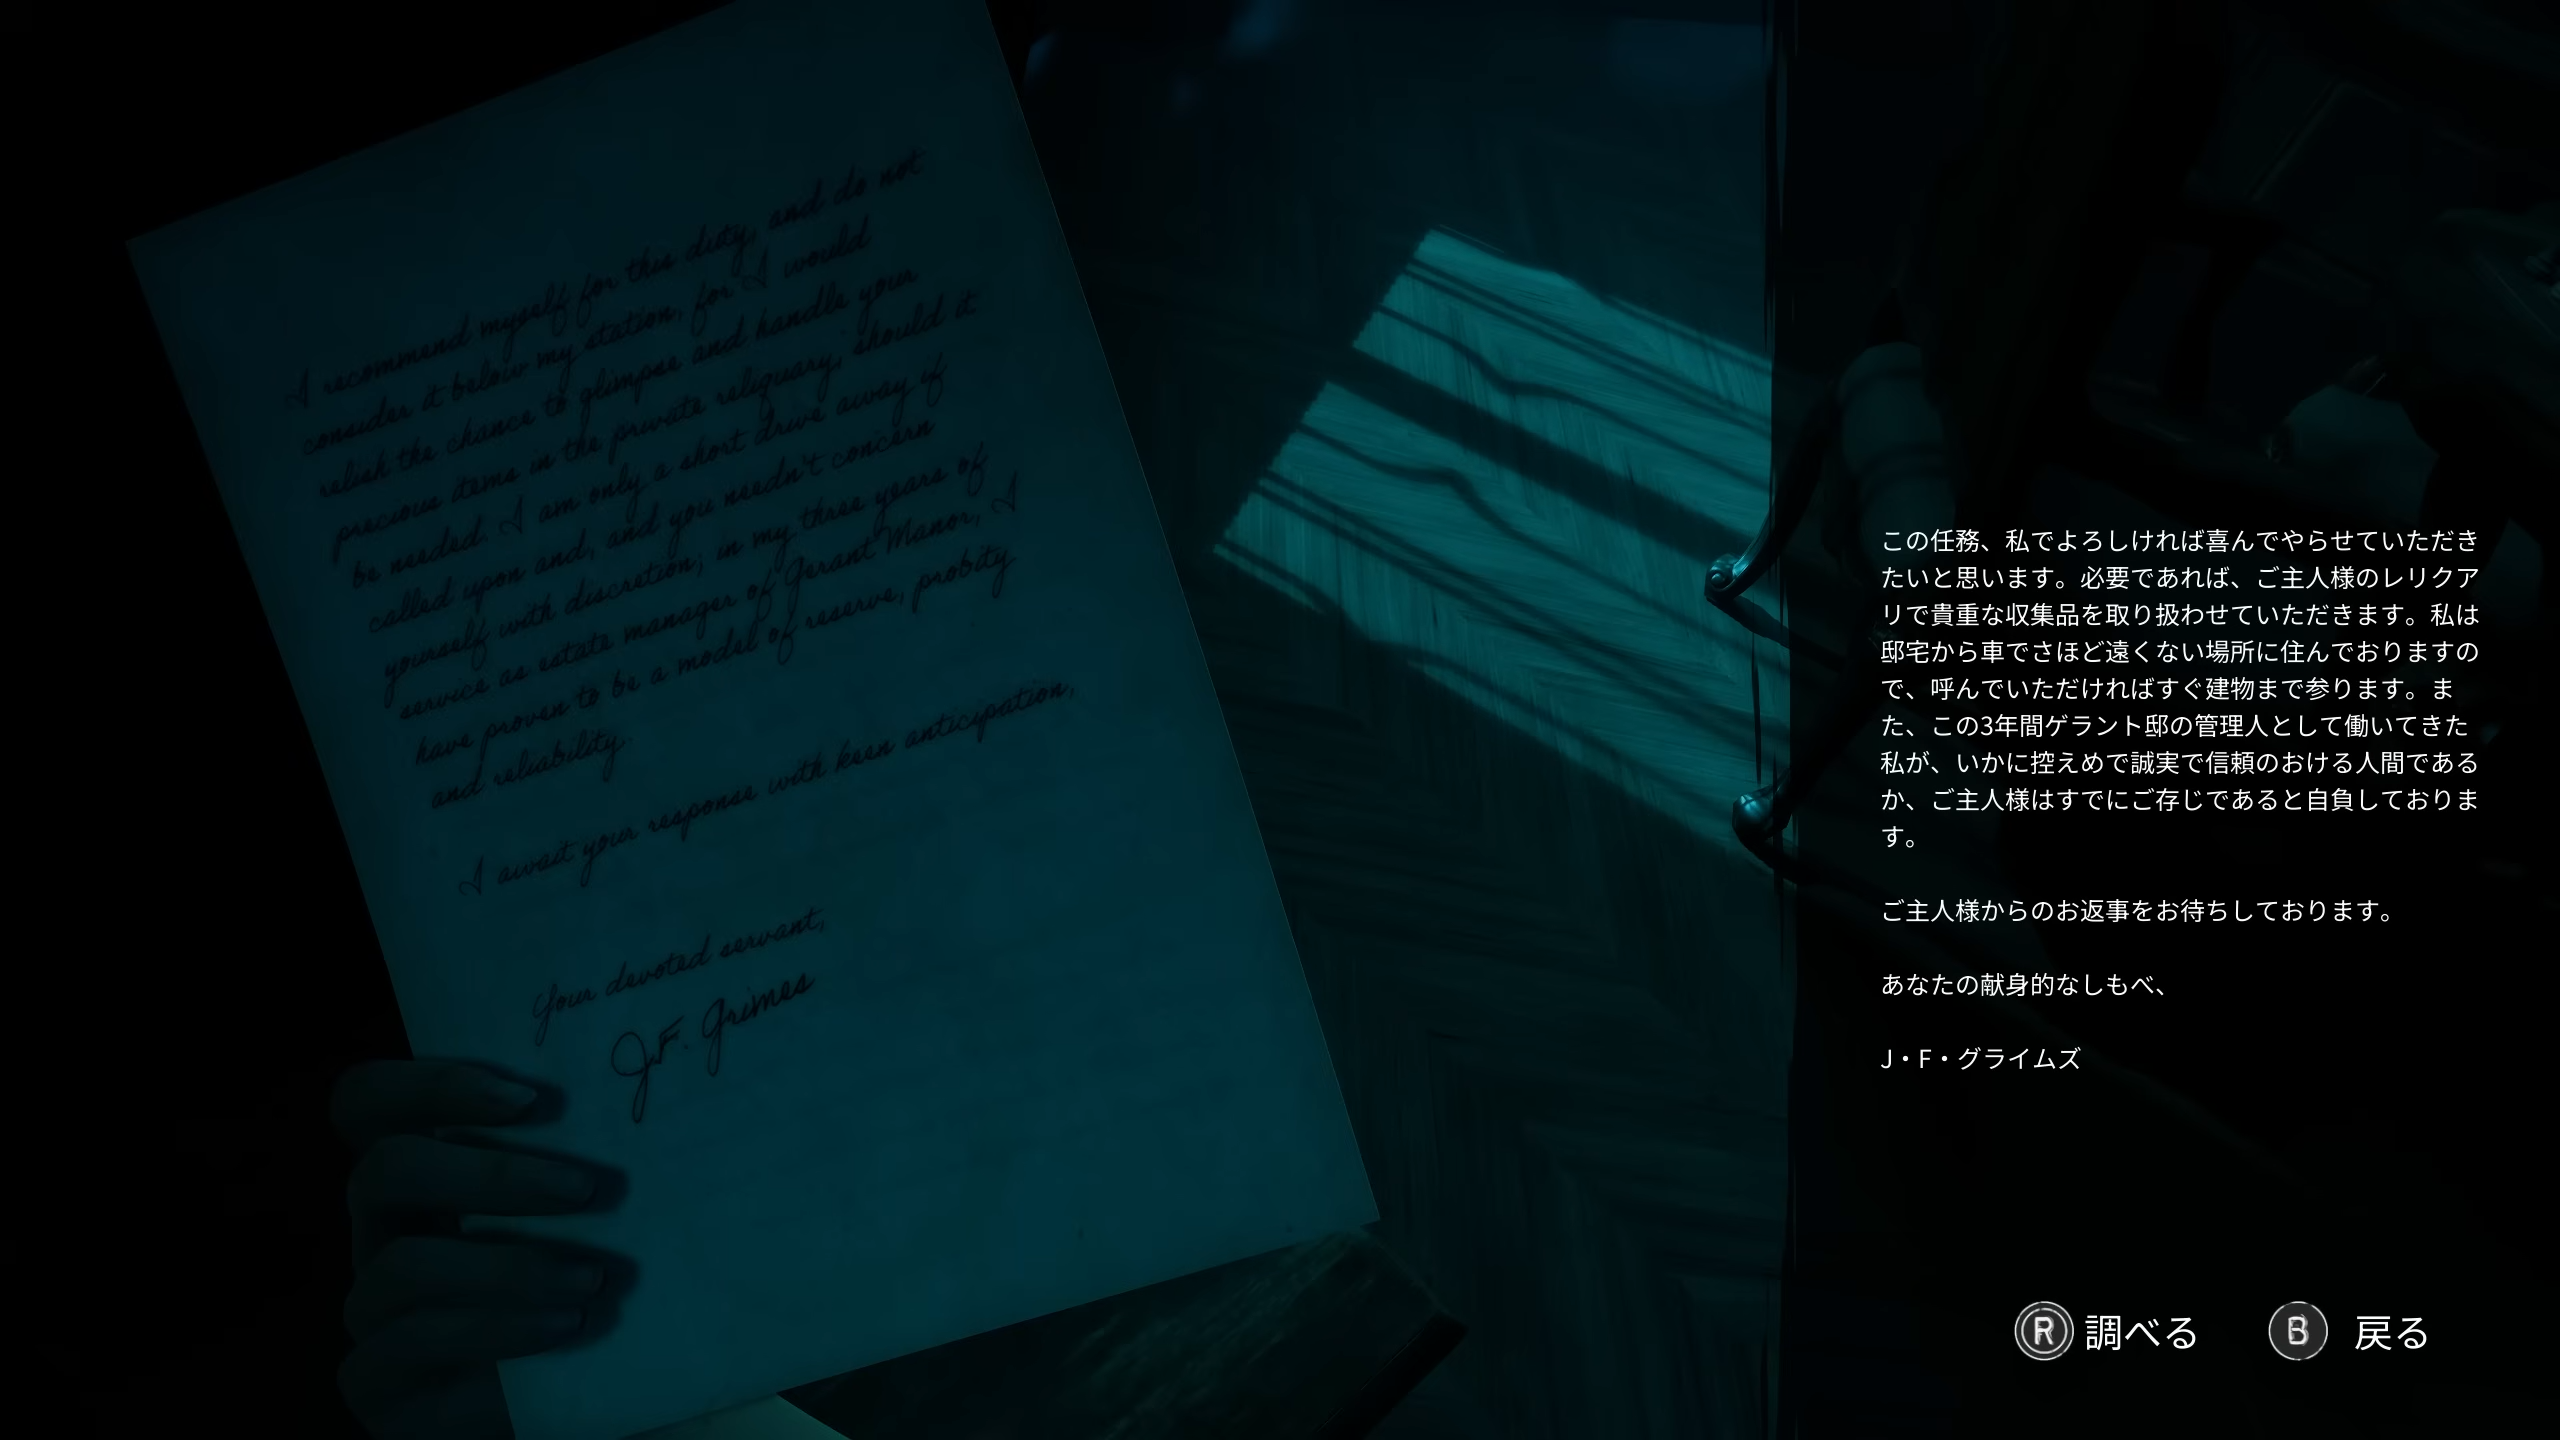 I recommend myself for this duty, and do not
consider it below my station, for I would
relish the chance to glimpse and handle your
precious items in the private reliquary, should it
be needed. I am only a short drive away if
called upon and, and you needn't concern
yourself with discretion; in my three years of
service as estate manager of Gerant Manor, I
have proven to be a model of reserve, probity
and reliability.
I await your response with keen anticipation,
Your devoted servant,
J.F. Grimes
この任務、私でよろしければ喜んでやらせていただき
たいと思います。必要であれば、ご主人様のレリクア
リで貴重な収集品を取り扱わせていただきます。私は
邸宅から車でさほど遠くない場所に住んでおりますの
で、呼んでいただければすぐ建物まで参ります。ま
た、この3年間ゲラント邸の管理人として働いてきた
私が、いかに控えめで誠実で信頼のおける人間である
か、ご主人様はすでにご存じであると自負しておりま
す。
ご主人様からのお返事をお待ちしております。
あなたの献身的なしもべ、
J・F・グライムズ
R 調べる B 戻る